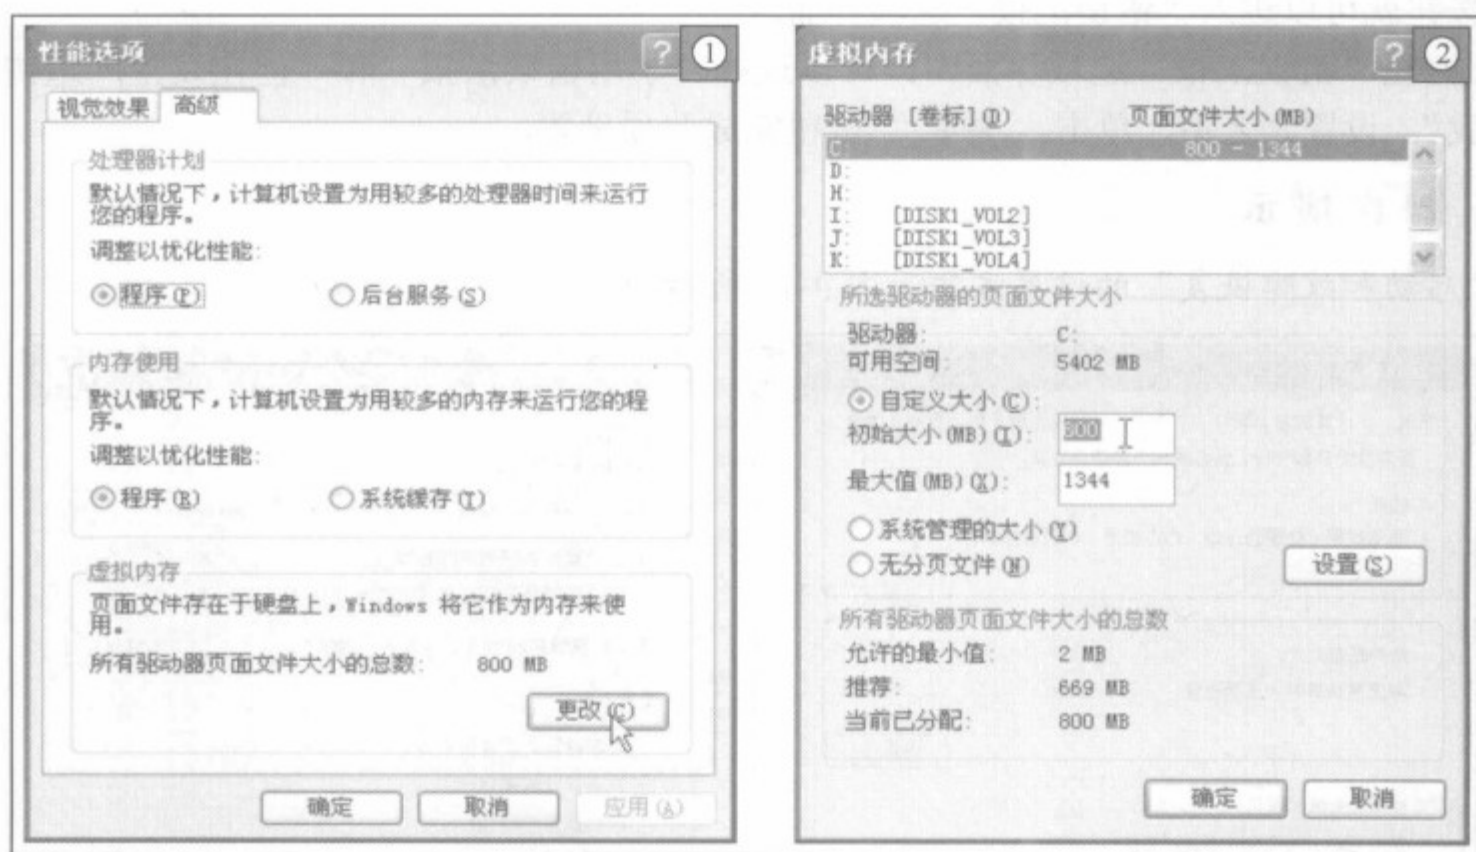 性能选项
?
①
视觉效果 高级
处理器计划
默认情况下，计算机设置为用较多的处理器时间来运行
您的程序。
调整以优化性能:
程序(P) 后台服务(S)
内存使用
默认情况下，计算机设置为用较多的内存来运行您的程
序。
调整以优化性能:
程序(R) 系统缓存(T)
虚拟内存
页面文件存在于硬盘上，Windows 将它作为内存来使
用。
所有驱动器页面文件大小的总数: 800 MB
更改(C)
确定 取消 应用(A)
虚拟内存
?
②
驱动器 [卷标](D) 页面文件大小(MB)
C: 800 - 1344
D:
H:
I: [DISK1_VOL2]
J: [DISK1_VOL3]
K: [DISK1_VOL4]
所选驱动器的页面文件大小
驱动器: C:
可用空间: 5402 MB
自定义大小(C):
初始大小(MB)(I): 800
最大值(MB)(X): 1344
系统管理的大小(Y)
无分页文件(N) 设置(S)
所有驱动器页面文件大小的总数
允许的最小值: 2 MB
推荐: 669 MB
当前已分配: 800 MB
确定 取消